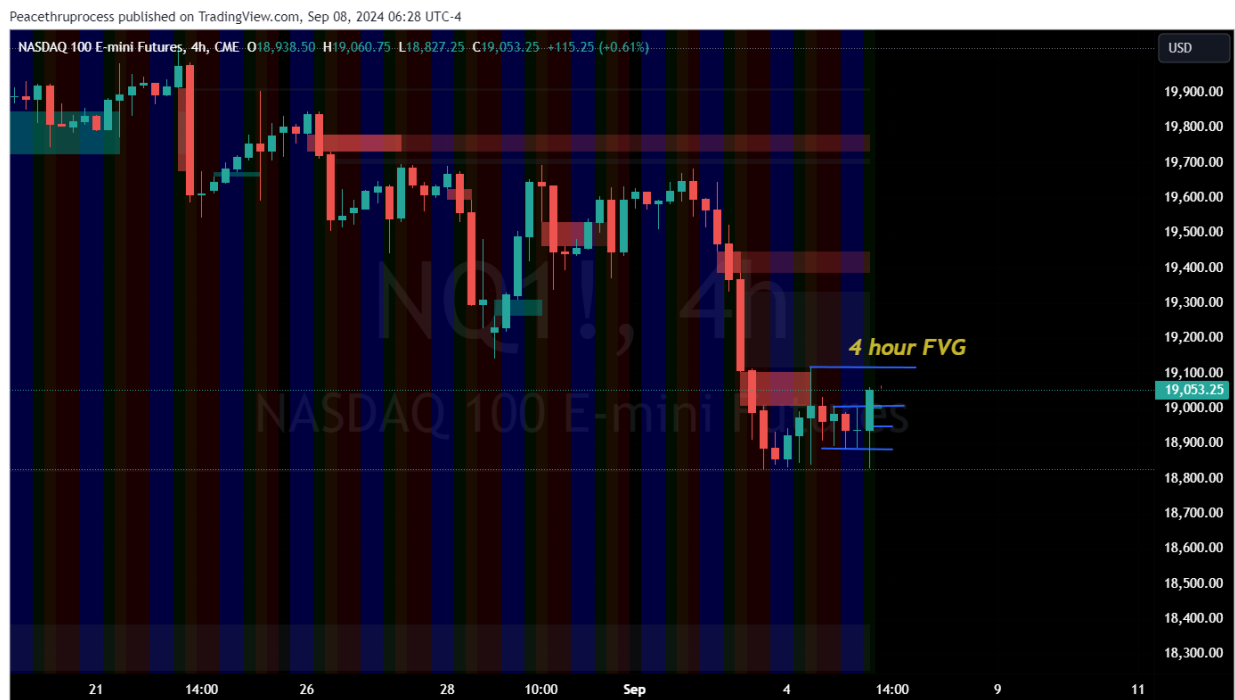 Peacethruprocess published on TradingView.com, Sep 08, 2024 06:28 UTC-4
NASDAQ 100 E-mini Futures, 4h, CME O18,938.50 H19,060.75 L18,827.25 C19,053.25 +115.25 (+0.61%)
USD
19,900.00
19,800.00
19,700.00
19,600.00
19,500.00
19,400.00
19,300.00
NQ1!, 4h
19,200.00
4 hour FVG
19,100.00
19,053.25
19,000.00
NASDAQ 100 E-mini Futures
18,900.00
18,800.00
18,700.00
18,600.00
18,500.00
18,400.00
18,300.00
21 14:00 26 28 10:00 Sep 4 14:00 9 11